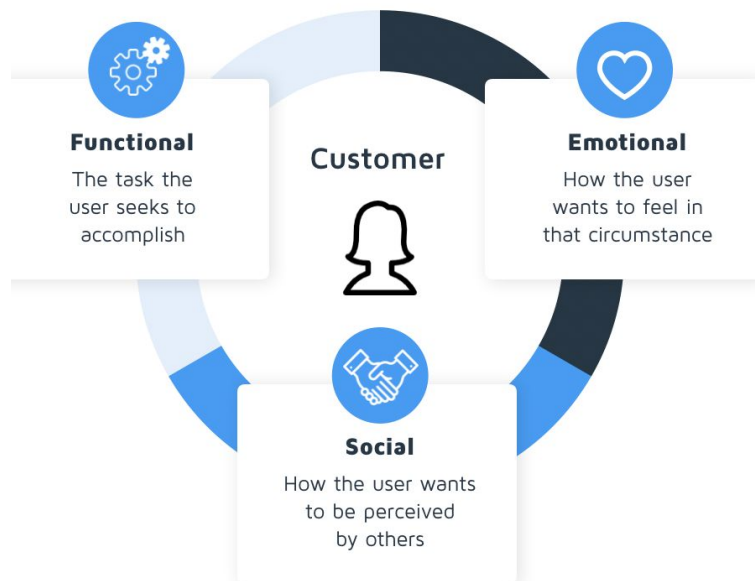 Functional
The task the
user seeks to
accomplish
Customer
Emotional
How the user
wants to feel in
that circumstance
Social
How the user wants
to be perceived
by others